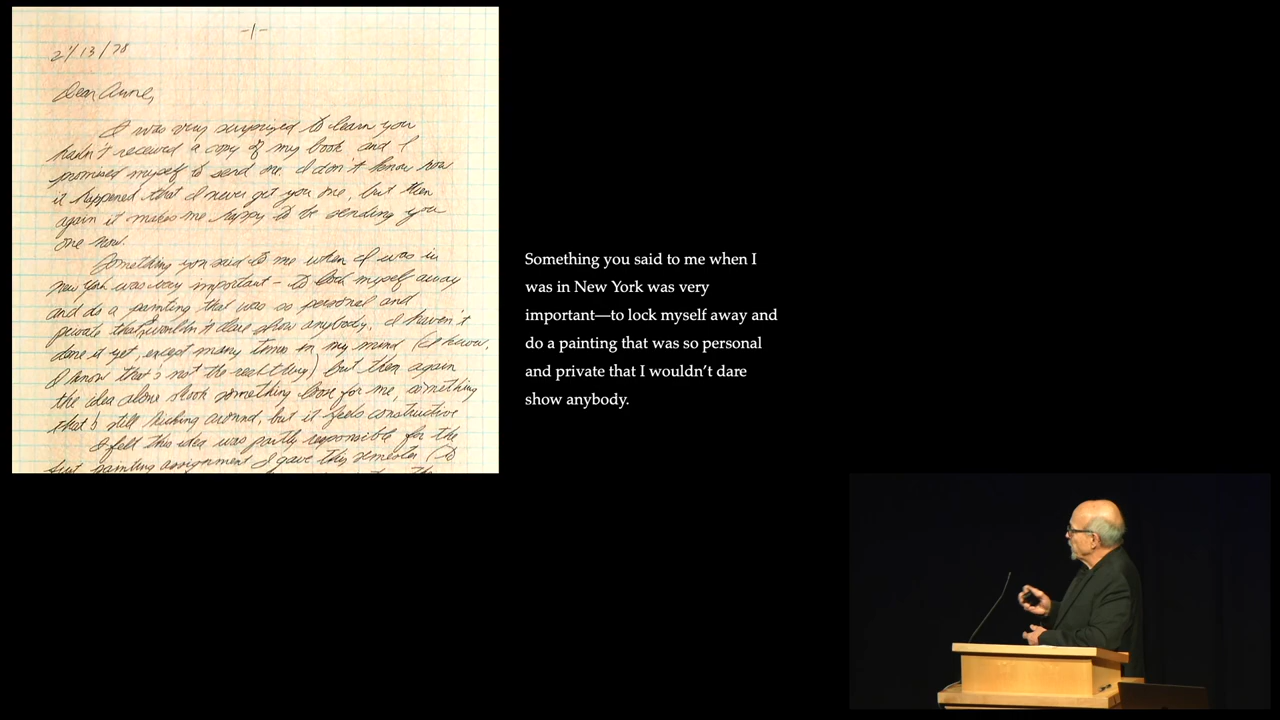 -1-
2/13/78
Dear Anne,
I was very surprised to learn you
hadn't received a copy of my book and I
promised myself to send one. I don't know how
it happened that I never got you one, but then
again it makes me happy to be sending you
one now.
Something you said to me when I was in
New York was very important - to lock myself away
and do a painting that was so personal and
private that I wouldn't dare show anybody. I haven't
done it yet, except many times in my mind (I know,
I know that's not the real thing) but then again
the idea alone shook something loose for me, something
that's still kicking around, but it feels constructive
I felt this idea was partly responsible for the
first painting assignment I gave this semester (to
Something you said to me when I
was in New York was very
important—to lock myself away and
do a painting that was so personal
and private that I wouldn't dare
show anybody.